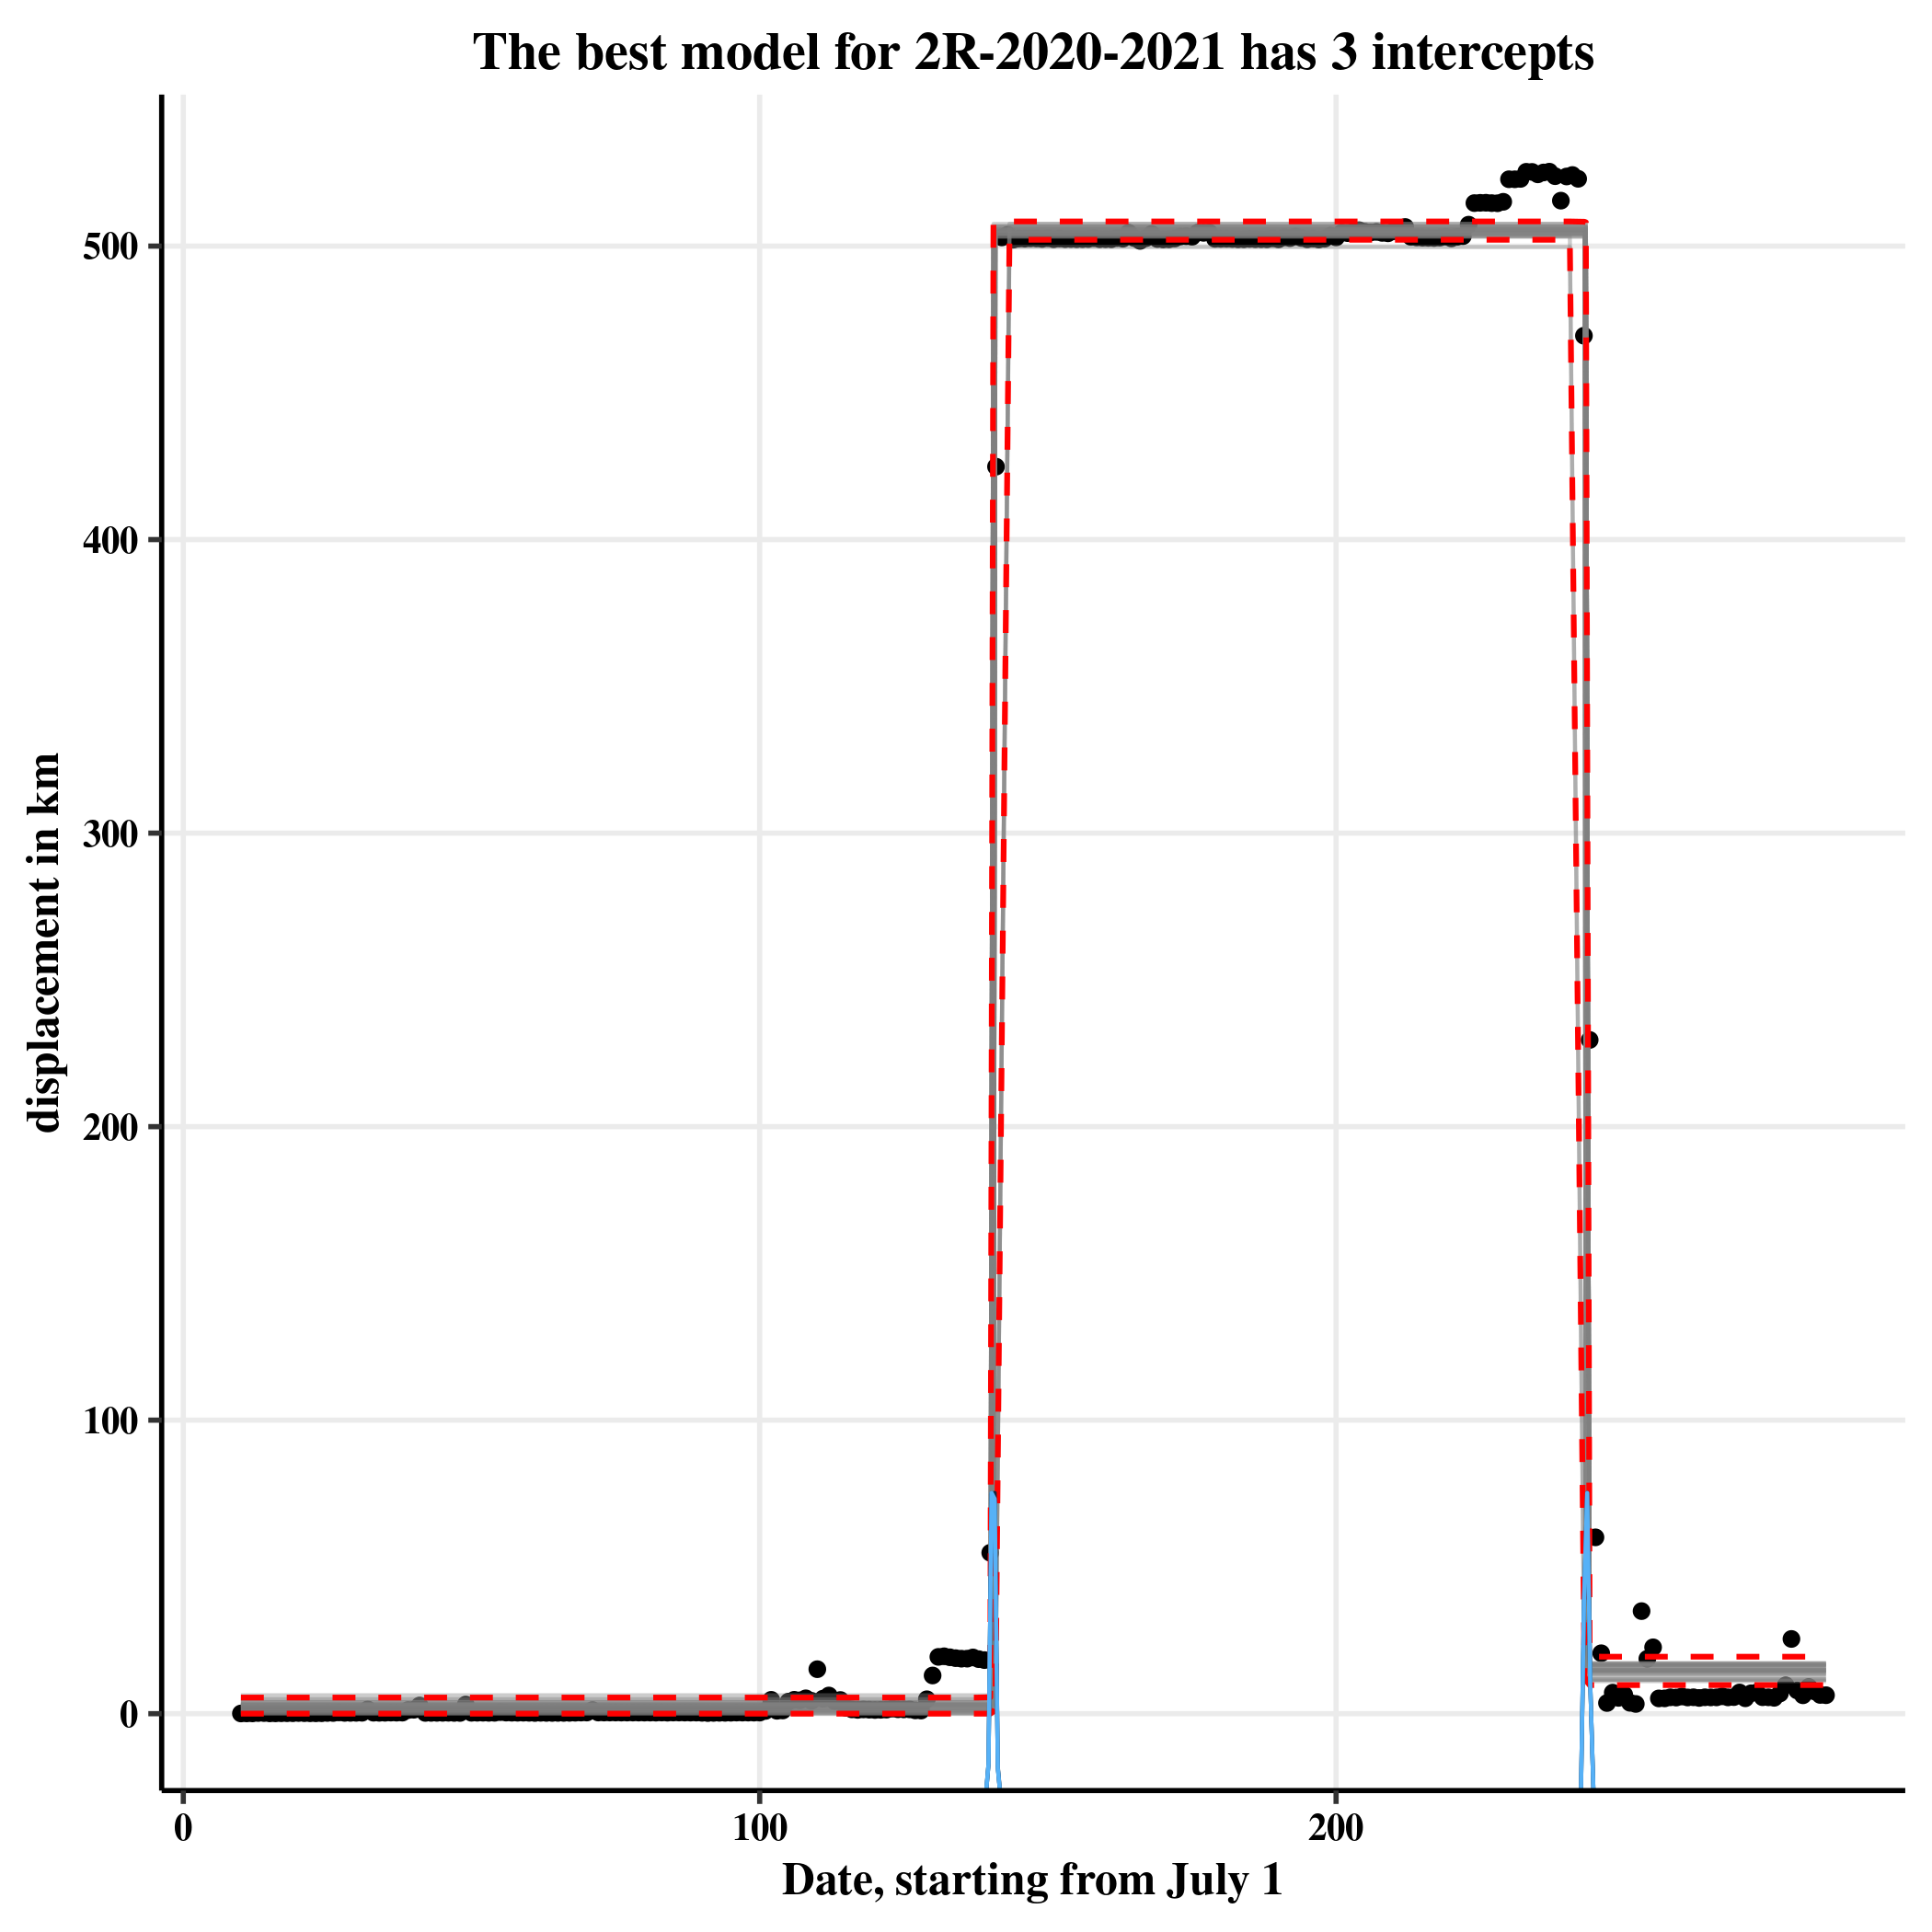 The best model for 2R-2020-2021 has 3 intercepts
displacement in km
500
400
300
200
100
0
0 100 200
Date, starting from July 1